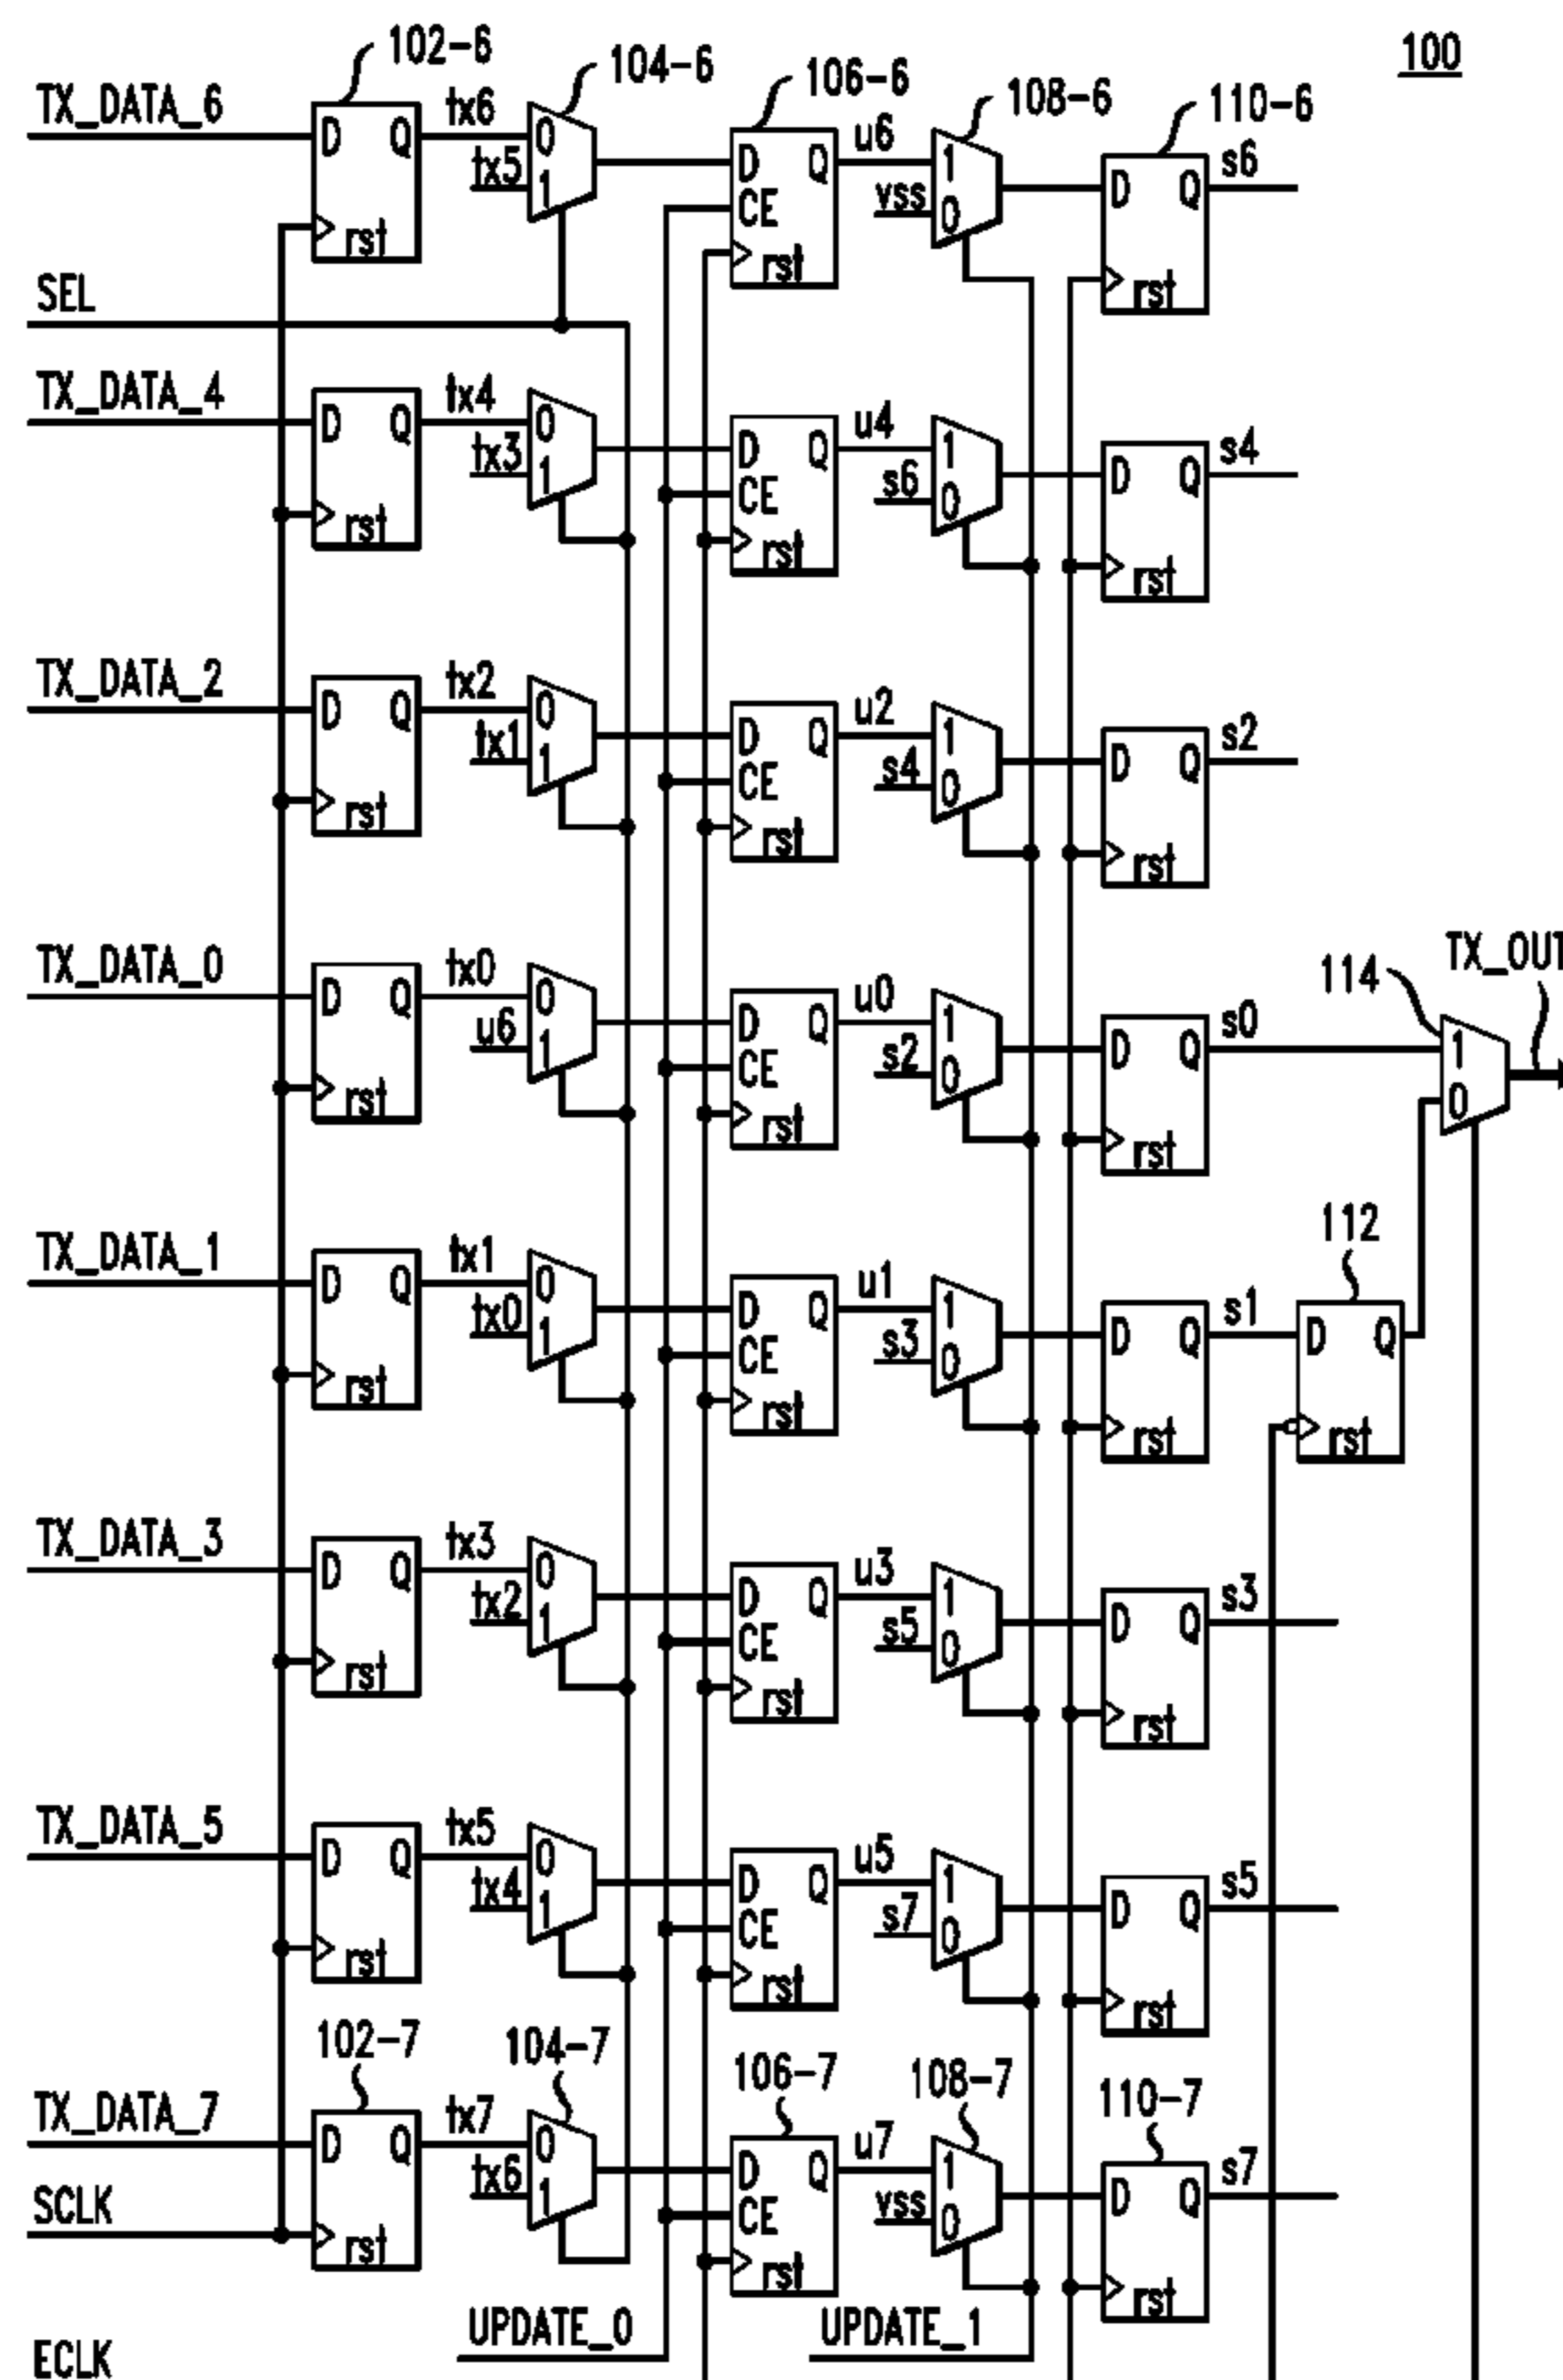 100
102-6 104-6 106-6 108-6 110-6
TX_DATA_6 D Q rst tx6 0 tx5 1 D Q CE rst u6 1 vss 0 D Q rst s6
SEL
TX_DATA_4 D Q rst tx4 0 tx3 1 D Q CE rst u4 1 s6 0 D Q rst s4
TX_DATA_2 D Q rst tx2 0 tx1 1 D Q CE rst u2 1 s4 0 D Q rst s2
TX_DATA_0 D Q rst tx0 0 u6 1 D Q CE rst u0 1 s2 0 D Q rst s0 114 1 0 TX_OUT
TX_DATA_1 D Q rst tx1 0 tx0 1 D Q CE rst u1 1 s3 0 D Q rst s1 112 D Q rst
TX_DATA_3 D Q rst tx3 0 tx2 1 D Q CE rst u3 1 s5 0 D Q rst s3
TX_DATA_5 D Q rst tx5 0 tx4 1 D Q CE rst u5 1 s7 0 D Q rst s5
102-7 104-7 106-7 108-7 110-7
TX_DATA_7 D Q rst tx7 0 tx6 1 D Q CE rst u7 1 vss 0 D Q rst s7
SCLK
UPDATE_0 UPDATE_1
ECLK